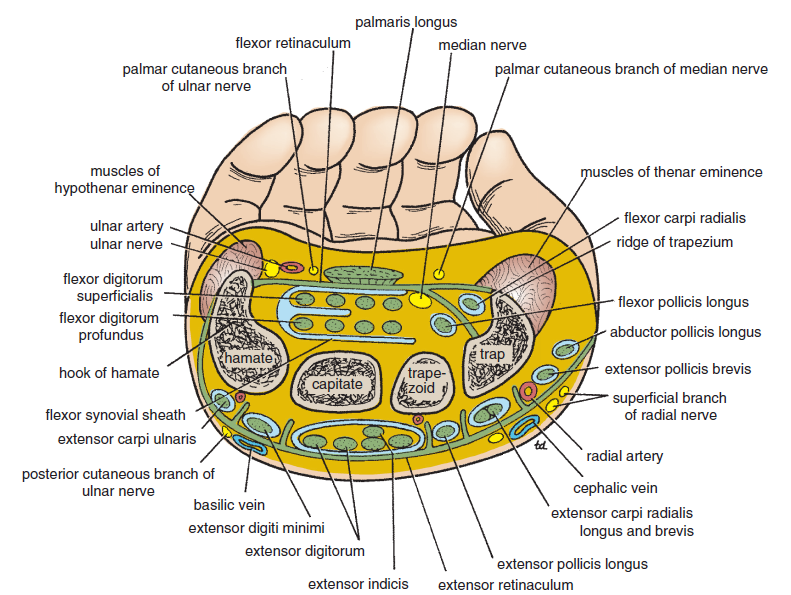 palmaris longus
flexor retinaculum
median nerve
palmar cutaneous branch
of ulnar nerve
palmar cutaneous branch of median nerve
muscles of
hypothenar eminence
muscles of thenar eminence
ulnar artery
ulnar nerve
flexor carpi radialis
ridge of trapezium
flexor digitorum
superficialis
flexor digitorum
profundus
flexor pollicis longus
abductor pollicis longus
hook of hamate
hamate
capitate
trape-
zoid
trap
extensor pollicis brevis
superficial branch
of radial nerve
flexor synovial sheath
extensor carpi ulnaris
td
radial artery
posterior cutaneous branch of
ulnar nerve
cephalic vein
basilic vein
extensor carpi radialis
longus and brevis
extensor digiti minimi
extensor digitorum
extensor pollicis longus
extensor indicis
extensor retinaculum